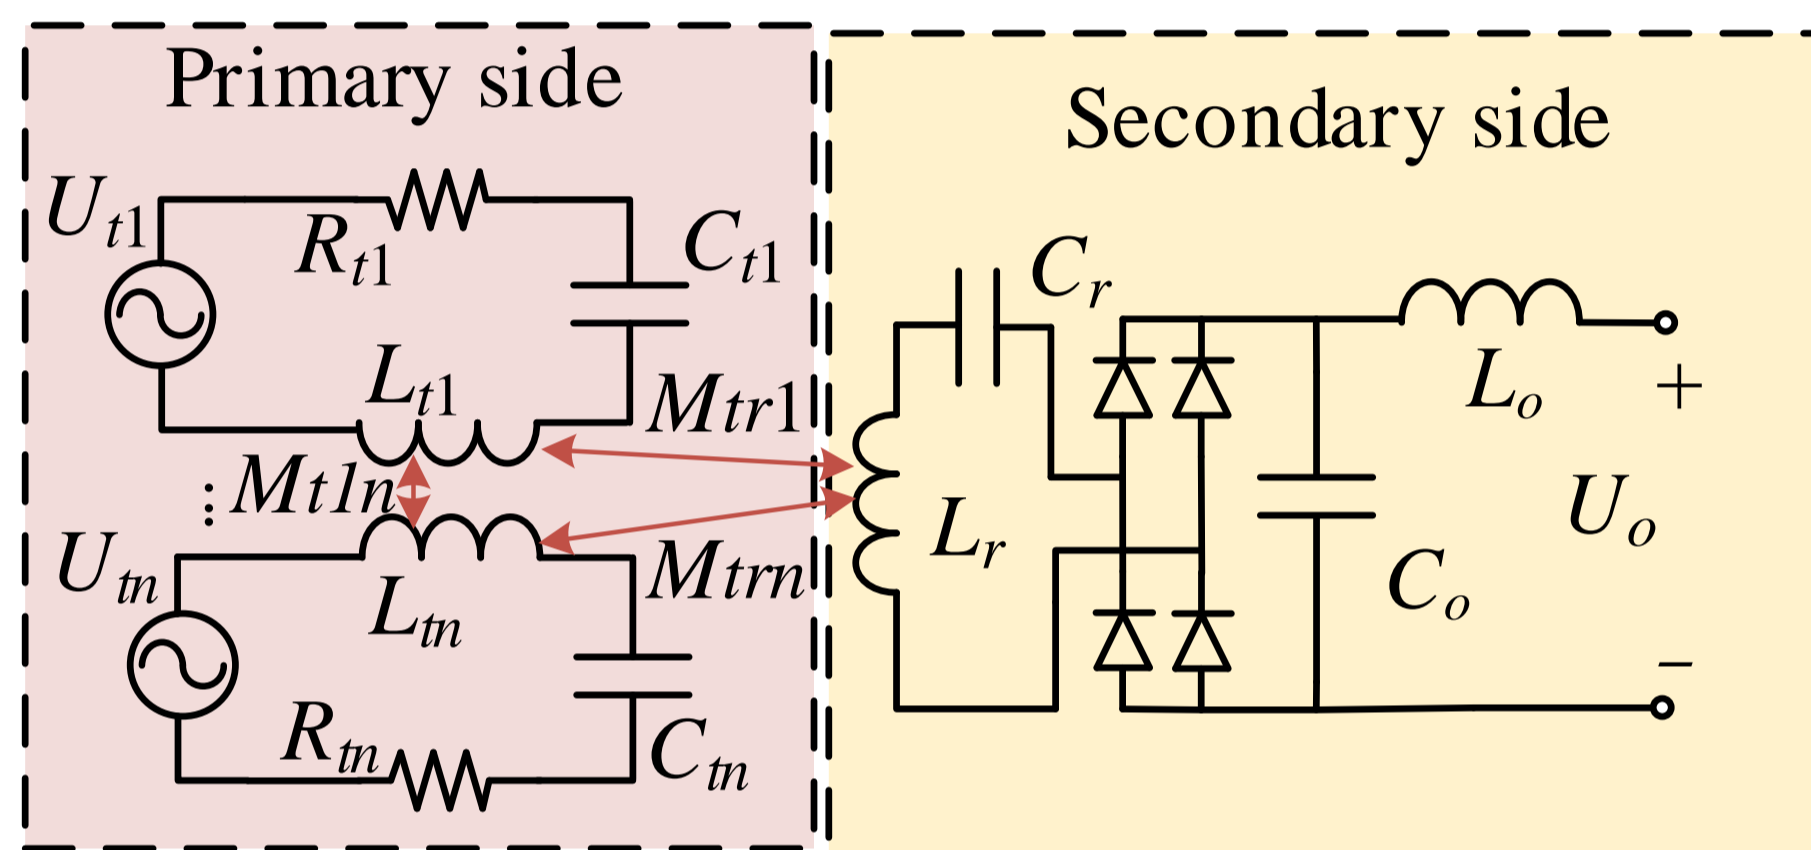 Primary side
Secondary side
Ut1
Rt1
Ct1
Cr
Lt1
Mtr1
Lo
+
⋮ Mt1n
Uo
Utn
Lr
Mtrn
Ltn
Co
−
Rtn
Ctn